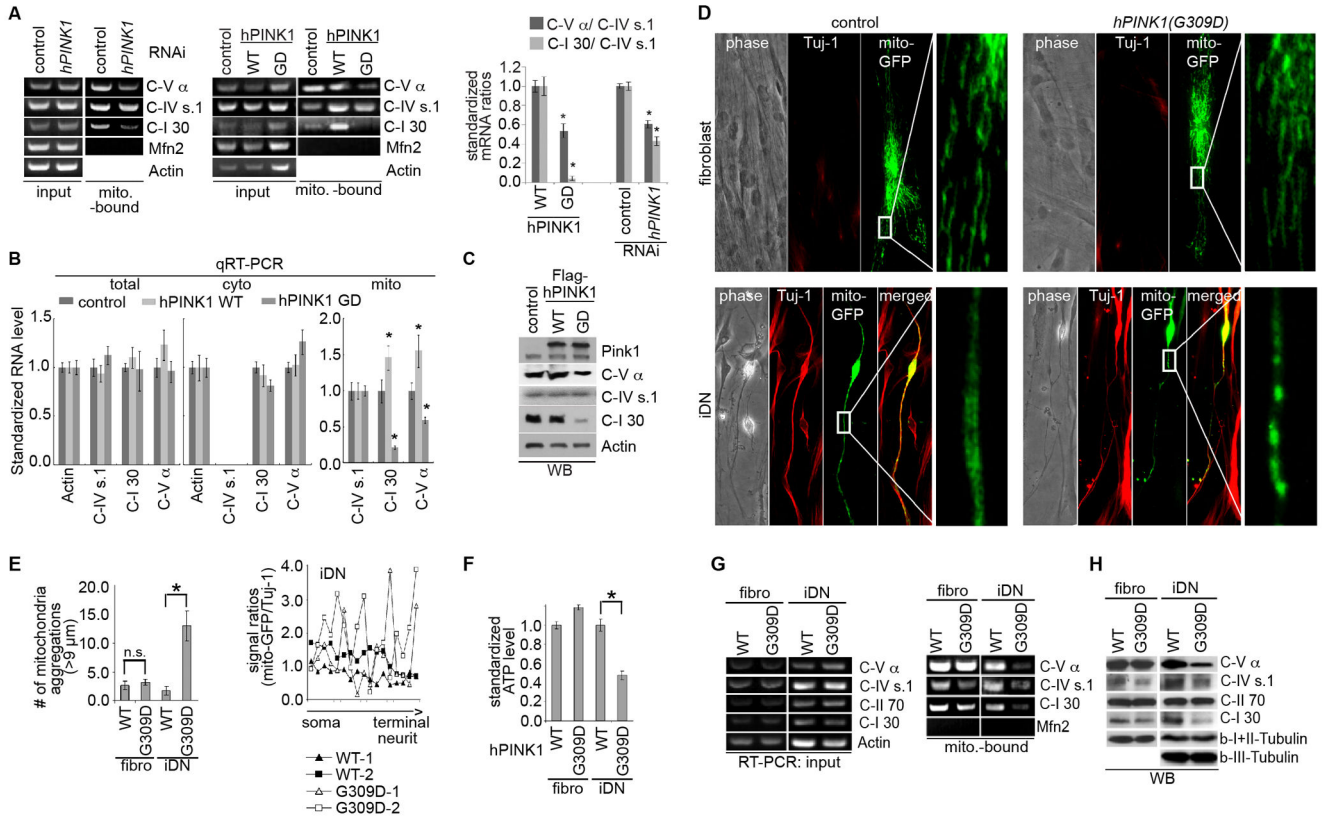 A
control
hPINK1
control
hPINK1
RNAi
C-V α
C-IV s.1
C-I 30
Mfn2
Actin
input
mito.
-bound
hPINK1
hPINK1
control
WT
GD
control
WT
GD
C-V α
C-IV s.1
C-I 30
Mfn2
Actin
input
mito. -bound
C-V α/ C-IV s.1
C-I 30/ C-IV s.1
standardized
mRNA ratios
1.2
1.0
0.8
0.6
0.4
0.2
0.0
*
*
*
*
WT
GD
control
hPINK1
hPINK1
RNAi
B
qRT-PCR
total
cyto
mito
control
hPINK1 WT
hPINK1 GD
Standardized RNA level
1.5
1.0
0.5
0.0
2.0
1.5
1.0
0.5
0.0
*
*
*
*
Actin
C-IV s.1
C-I 30
C-V α
Actin
C-IV s.1
C-I 30
C-V α
C-IV s.1
C-I 30
C-V α
C
Flag-
hPINK1
control
WT
GD
Pink1
C-V α
C-IV s.1
C-I 30
Actin
WB
D
control
hPINK1(G309D)
phase
Tuj-1
mito-
GFP
phase
Tuj-1
mito-
GFP
fibroblast
phase
Tuj-1
mito-
GFP
merged
phase
Tuj-1
mito-
GFP
merged
iDN
E
# of mitochondria
aggregations
(>9 μm)
20.0
15.0
10.0
5.0
0.0
n.s.
*
WT
G309D
WT
G309D
fibro
iDN
iDN
signal ratios
(mito-GFP/Tuj-1)
4.0
3.0
2.0
1.0
0.0
soma
terminal
neurit
WT-1
WT-2
G309D-1
G309D-2
F
standardized
ATP level
1.2
1.0
0.8
0.6
0.4
0.2
0.0
*
hPINK1
WT
G309D
WT
G309D
fibro
iDN
G
fibro
iDN
WT
G309D
WT
G309D
C-V α
C-IV s.1
C-II 70
C-I 30
Actin
RT-PCR: input
fibro
iDN
WT
G309D
WT
G309D
C-V α
C-IV s.1
C-I 30
Mfn2
mito.-bound
H
fibro
iDN
WT
G309D
WT
G309D
C-V α
C-IV s.1
C-II 70
C-I 30
b-I+II-Tubulin
b-III-Tubulin
WB